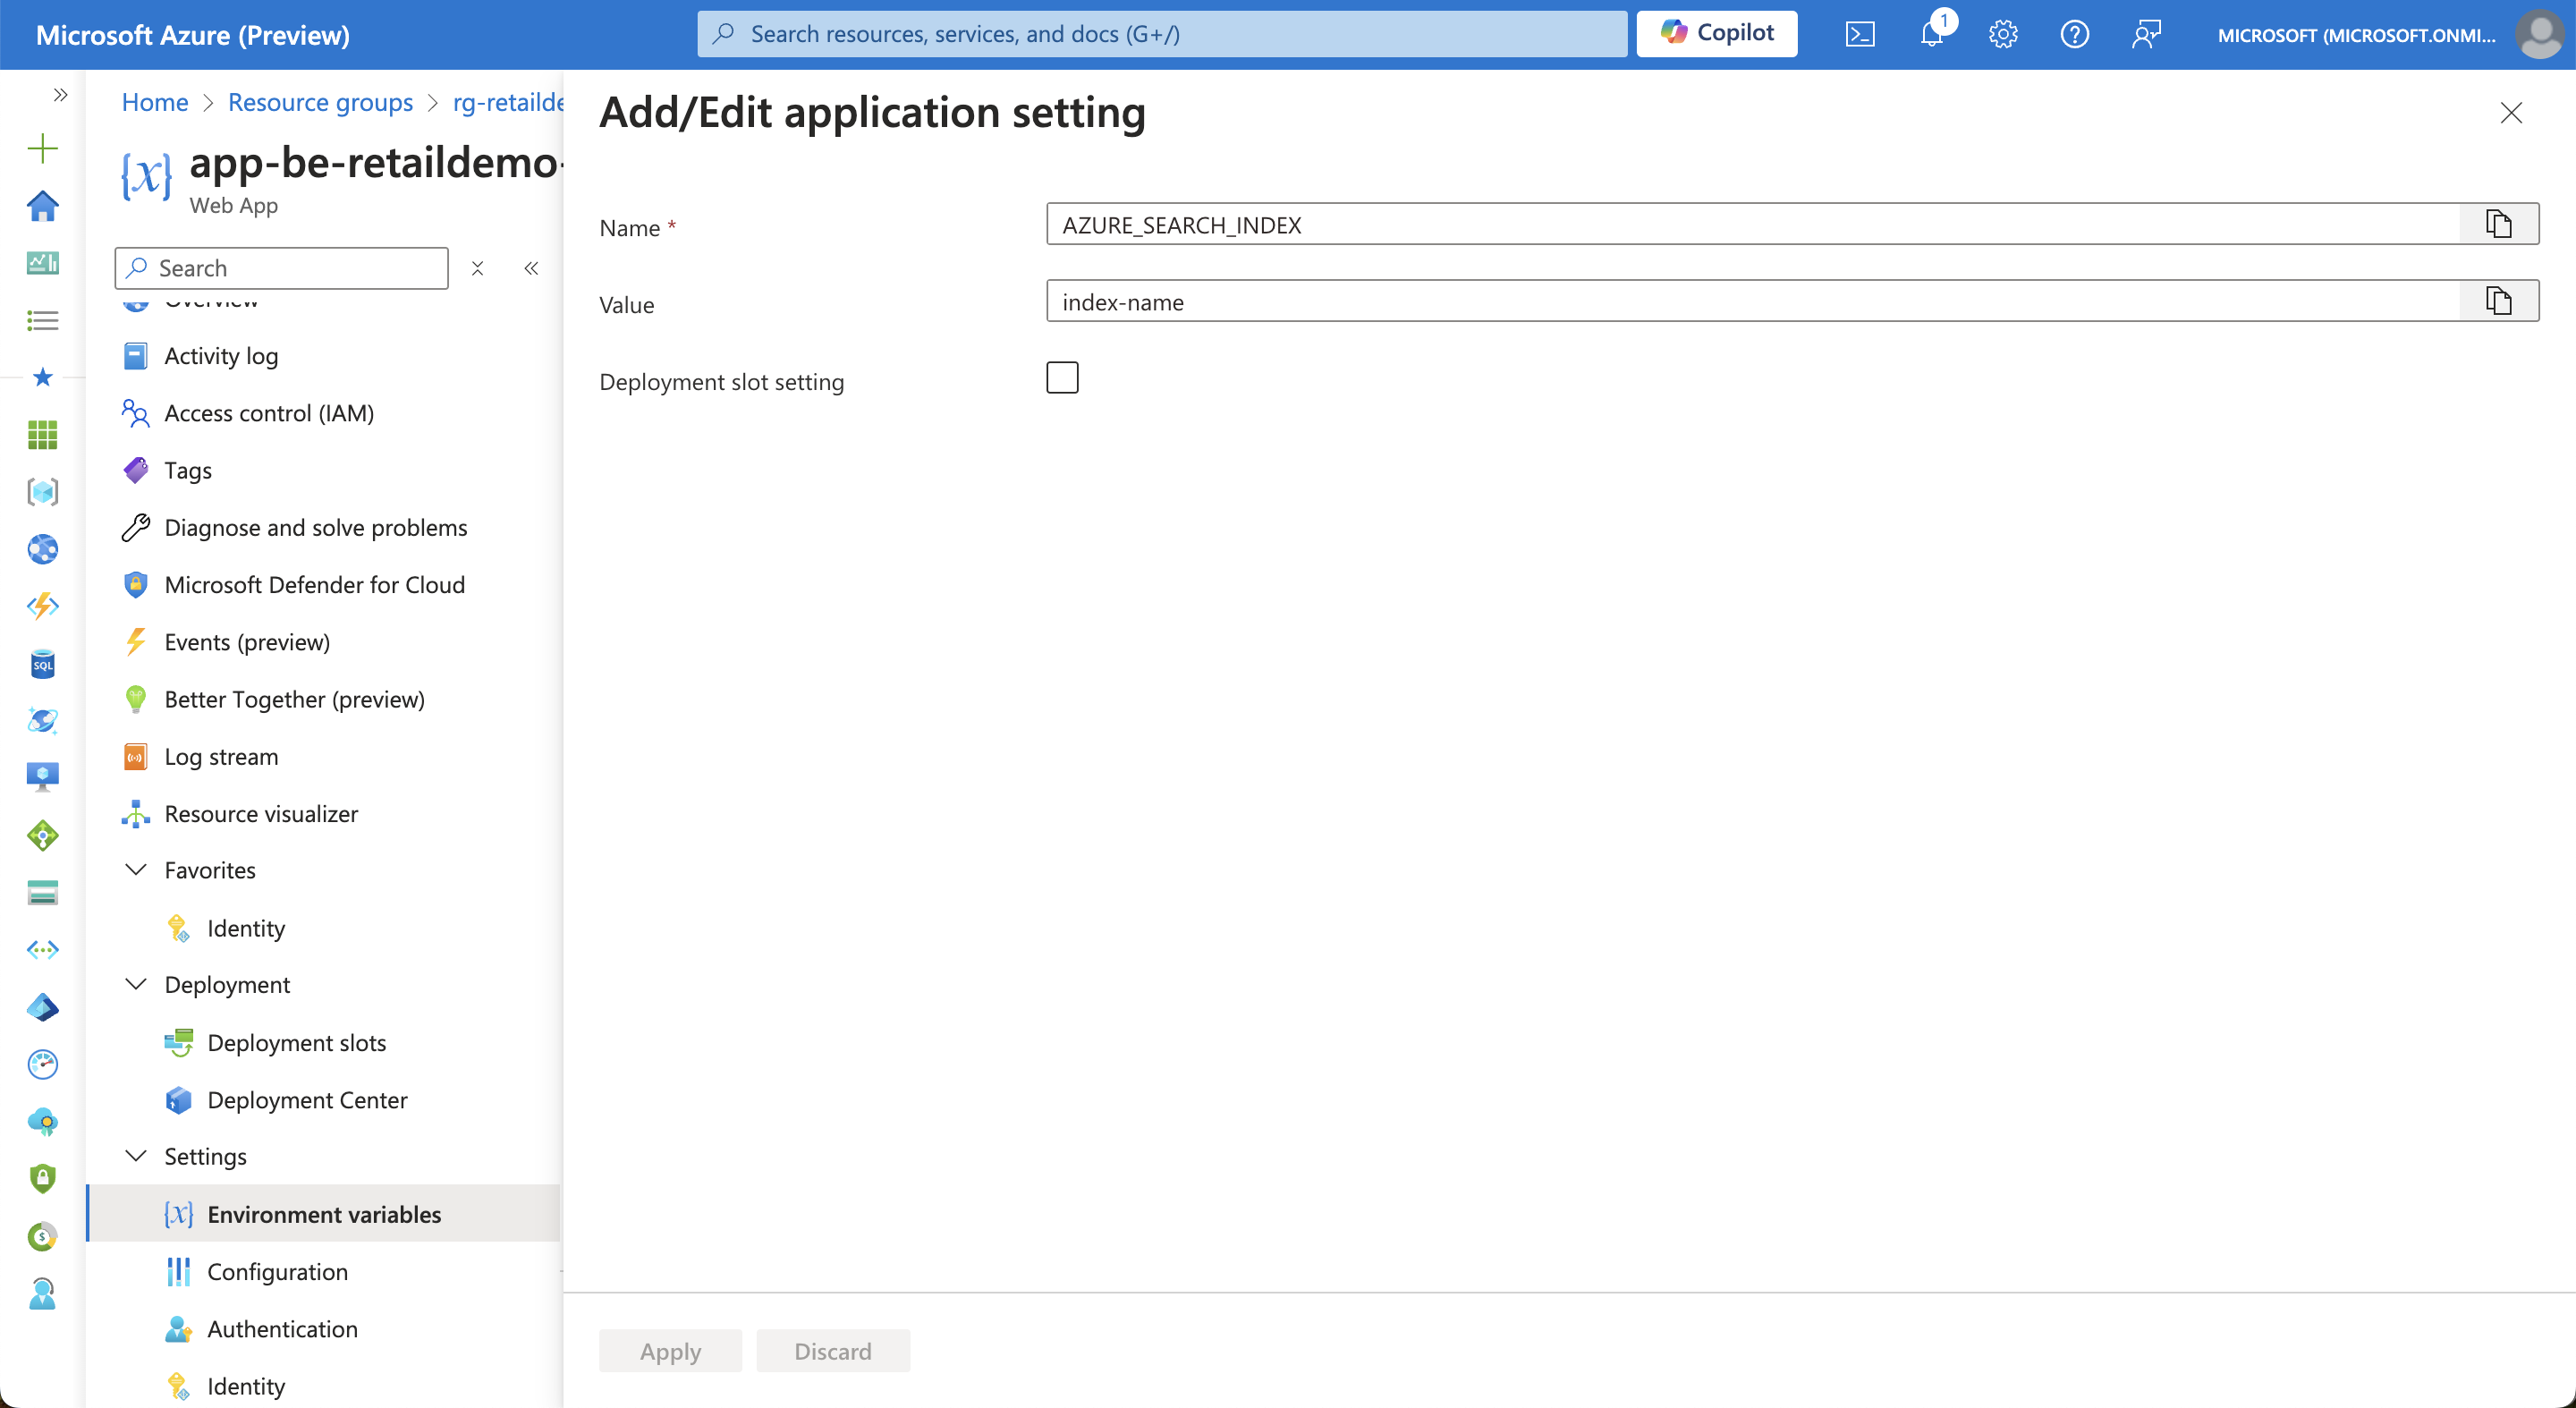 Microsoft Azure (Preview)
Search resources, services, and docs (G+/)
Copilot
1
MICROSOFT (MICROSOFT.ONMI...
Home > Resource groups > rg-retailde
app-be-retaildemo-
Web App
Search
Overview
Activity log
Access control (IAM)
Tags
Diagnose and solve problems
Microsoft Defender for Cloud
Events (preview)
Better Together (preview)
Log stream
Resource visualizer
Favorites
Identity
Deployment
Deployment slots
Deployment Center
Settings
Environment variables
Configuration
Authentication
Identity
SQL
Add/Edit application setting
Name *
AZURE_SEARCH_INDEX
Value
index-name
Deployment slot setting
Apply
Discard